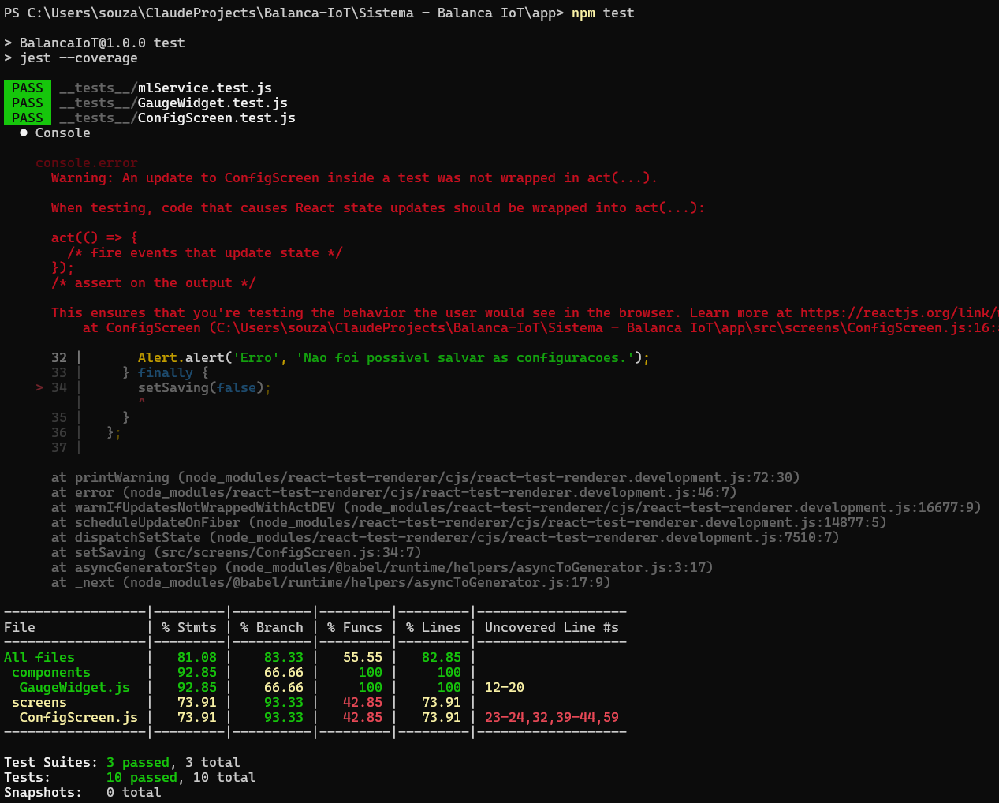 PS C:\Users\souza\ClaudeProjects\Balanca-IoT\Sistema - Balanca IoT\app> npm test
> BalancaIoT@1.0.0 test
> jest --coverage
PASS __tests__/mlService.test.js
PASS __tests__/GaugeWidget.test.js
PASS __tests__/ConfigScreen.test.js
● Console
console.error
Warning: An update to ConfigScreen inside a test was not wrapped in act(...).
When testing, code that causes React state updates should be wrapped into act(...):
act(() => {
/* fire events that update state */
});
/* assert on the output */
This ensures that you're testing the behavior the user would see in the browser. Learn more at https://reactjs.org/link/
at ConfigScreen (C:\Users\souza\ClaudeProjects\Balanca-IoT\Sistema - Balanca IoT\app\src\screens\ConfigScreen.js:16:
32 | Alert.alert('Erro', 'Nao foi possivel salvar as configuracoes.');
33 | } finally {
> 34 | setSaving(false);
| ^
35 | }
36 | };
37 |
at printWarning (node_modules/react-test-renderer/cjs/react-test-renderer.development.js:72:30)
at error (node_modules/react-test-renderer/cjs/react-test-renderer.development.js:46:7)
at warnIfUpdatesNotWrappedWithActDEV (node_modules/react-test-renderer/cjs/react-test-renderer.development.js:16677:9)
at scheduleUpdateOnFiber (node_modules/react-test-renderer/cjs/react-test-renderer.development.js:14877:5)
at dispatchSetState (node_modules/react-test-renderer/cjs/react-test-renderer.development.js:7510:7)
at setSaving (src/screens/ConfigScreen.js:34:7)
at asyncGeneratorStep (node_modules/@babel/runtime/helpers/asyncToGenerator.js:3:17)
at _next (node_modules/@babel/runtime/helpers/asyncToGenerator.js:17:9)
------------------|---------|----------|---------|---------|-------------------
File | % Stmts | % Branch | % Funcs | % Lines | Uncovered Line #s
------------------|---------|----------|---------|---------|-------------------
All files | 81.08 | 83.33 | 55.55 | 82.85 |
components | 92.85 | 66.66 | 100 | 100 |
GaugeWidget.js | 92.85 | 66.66 | 100 | 100 | 12-20
screens | 73.91 | 93.33 | 42.85 | 73.91 |
ConfigScreen.js | 73.91 | 93.33 | 42.85 | 73.91 | 23-24,32,39-44,59
------------------|---------|----------|---------|---------|-------------------
Test Suites: 3 passed, 3 total
Tests: 10 passed, 10 total
Snapshots: 0 total